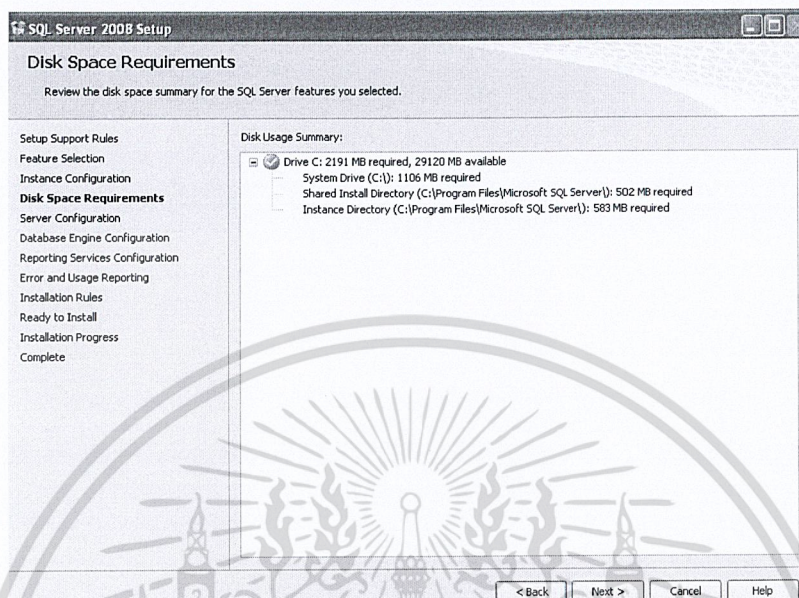 SQL Server 2008 Setup
Disk Space Requirements
Review the disk space summary for the SQL Server features you selected.
Setup Support Rules
Feature Selection
Instance Configuration
Disk Space Requirements
Server Configuration
Database Engine Configuration
Reporting Services Configuration
Error and Usage Reporting
Installation Rules
Ready to Install
Installation Progress
Complete
Disk Usage Summary:
Drive C: 2191 MB required, 29120 MB available
System Drive (C:\): 1106 MB required
Shared Install Directory (C:\Program Files\Microsoft SQL Server\): 502 MB required
Instance Directory (C:\Program Files\Microsoft SQL Server\): 583 MB required
< Back
Next >
Cancel
Help